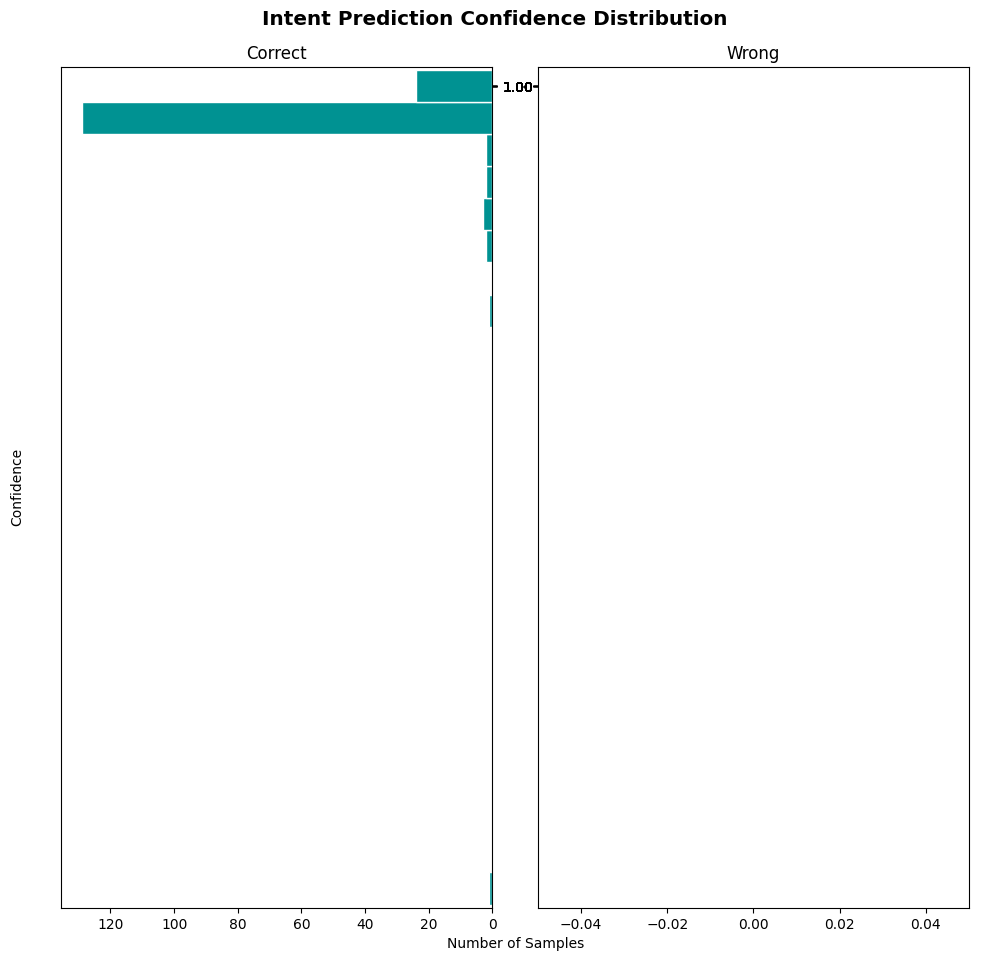 Intent Prediction Confidence Distribution
Correct
Wrong
1.00
Confidence
120 100 80 60 40 20 0
−0.04 −0.02 0.00 0.02 0.04
Number of Samples